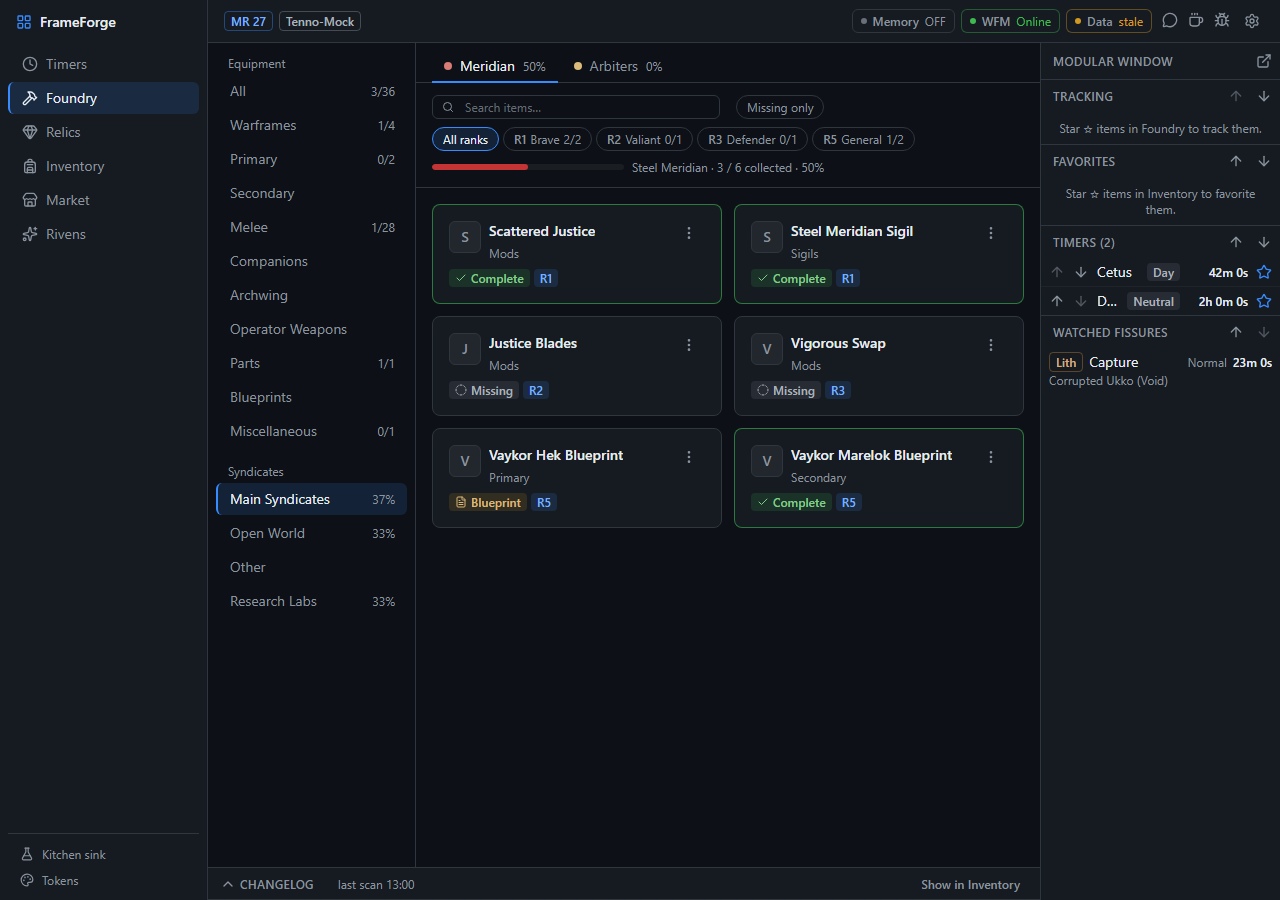 FrameForge
MR 27
Tenno-Mock
Memory OFF
WFM Online
Data stale
Timers
Foundry
Relics
Inventory
Market
Rivens
Kitchen sink
Tokens
Equipment
All 3/36
Warframes 1/4
Primary 0/2
Secondary
Melee 1/28
Companions
Archwing
Operator Weapons
Parts 1/1
Blueprints
Miscellaneous 0/1
Syndicates
Main Syndicates 37%
Open World 33%
Other
Research Labs 33%
Meridian 50%
Arbiters 0%
Search items...
Missing only
All ranks
R1 Brave 2/2
R2 Valiant 0/1
R3 Defender 0/1
R5 General 1/2
Steel Meridian · 3 / 6 collected · 50%
S
Scattered Justice
Mods
Complete R1
S
Steel Meridian Sigil
Sigils
Complete R1
J
Justice Blades
Mods
Missing R2
V
Vigorous Swap
Mods
Missing R3
V
Vaykor Hek Blueprint
Primary
Blueprint R5
V
Vaykor Marelok Blueprint
Secondary
Complete R5
CHANGELOG
last scan 13:00
Show in Inventory
MODULAR WINDOW
TRACKING
Star ☆ items in Foundry to track them.
FAVORITES
Star ☆ items in Inventory to favorite
them.
TIMERS (2)
Cetus Day 42m 0s
D... Neutral 2h 0m 0s
WATCHED FISSURES
Lith Capture Normal 23m 0s
Corrupted Ukko (Void)